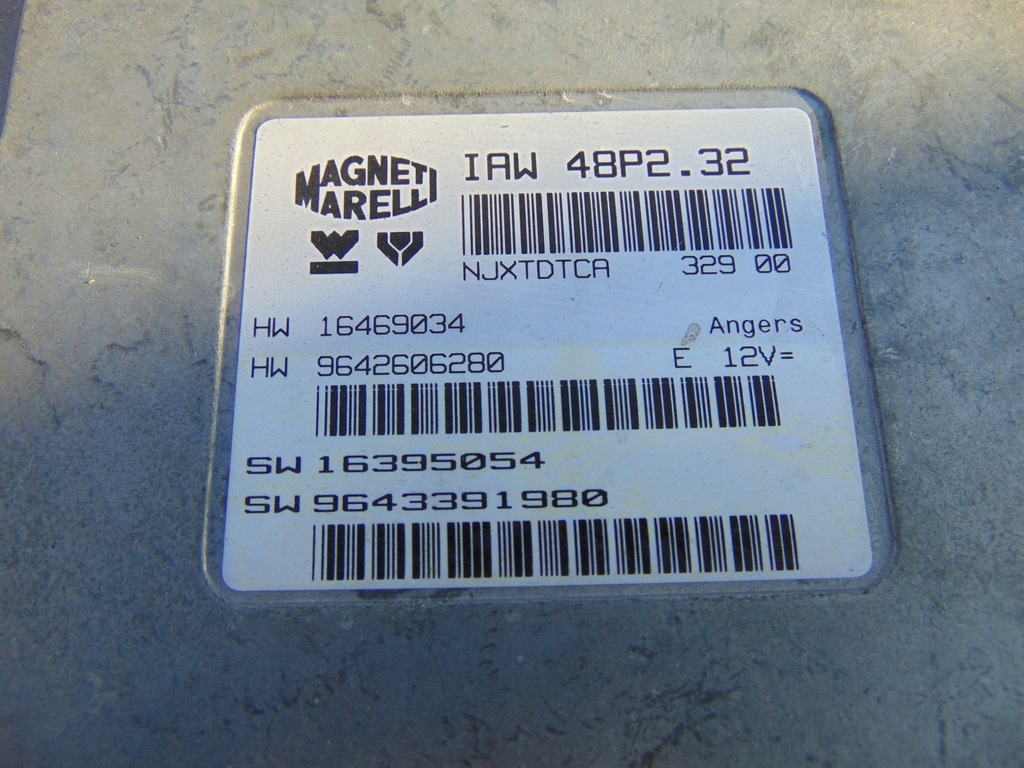 MAGNETI
MARELLI
IAW 48P2.32
NJXTDTCA 329 00
HW 16469034 Angers
HW 9642606280 E 12V=
SW 16395054
SW 9643391980